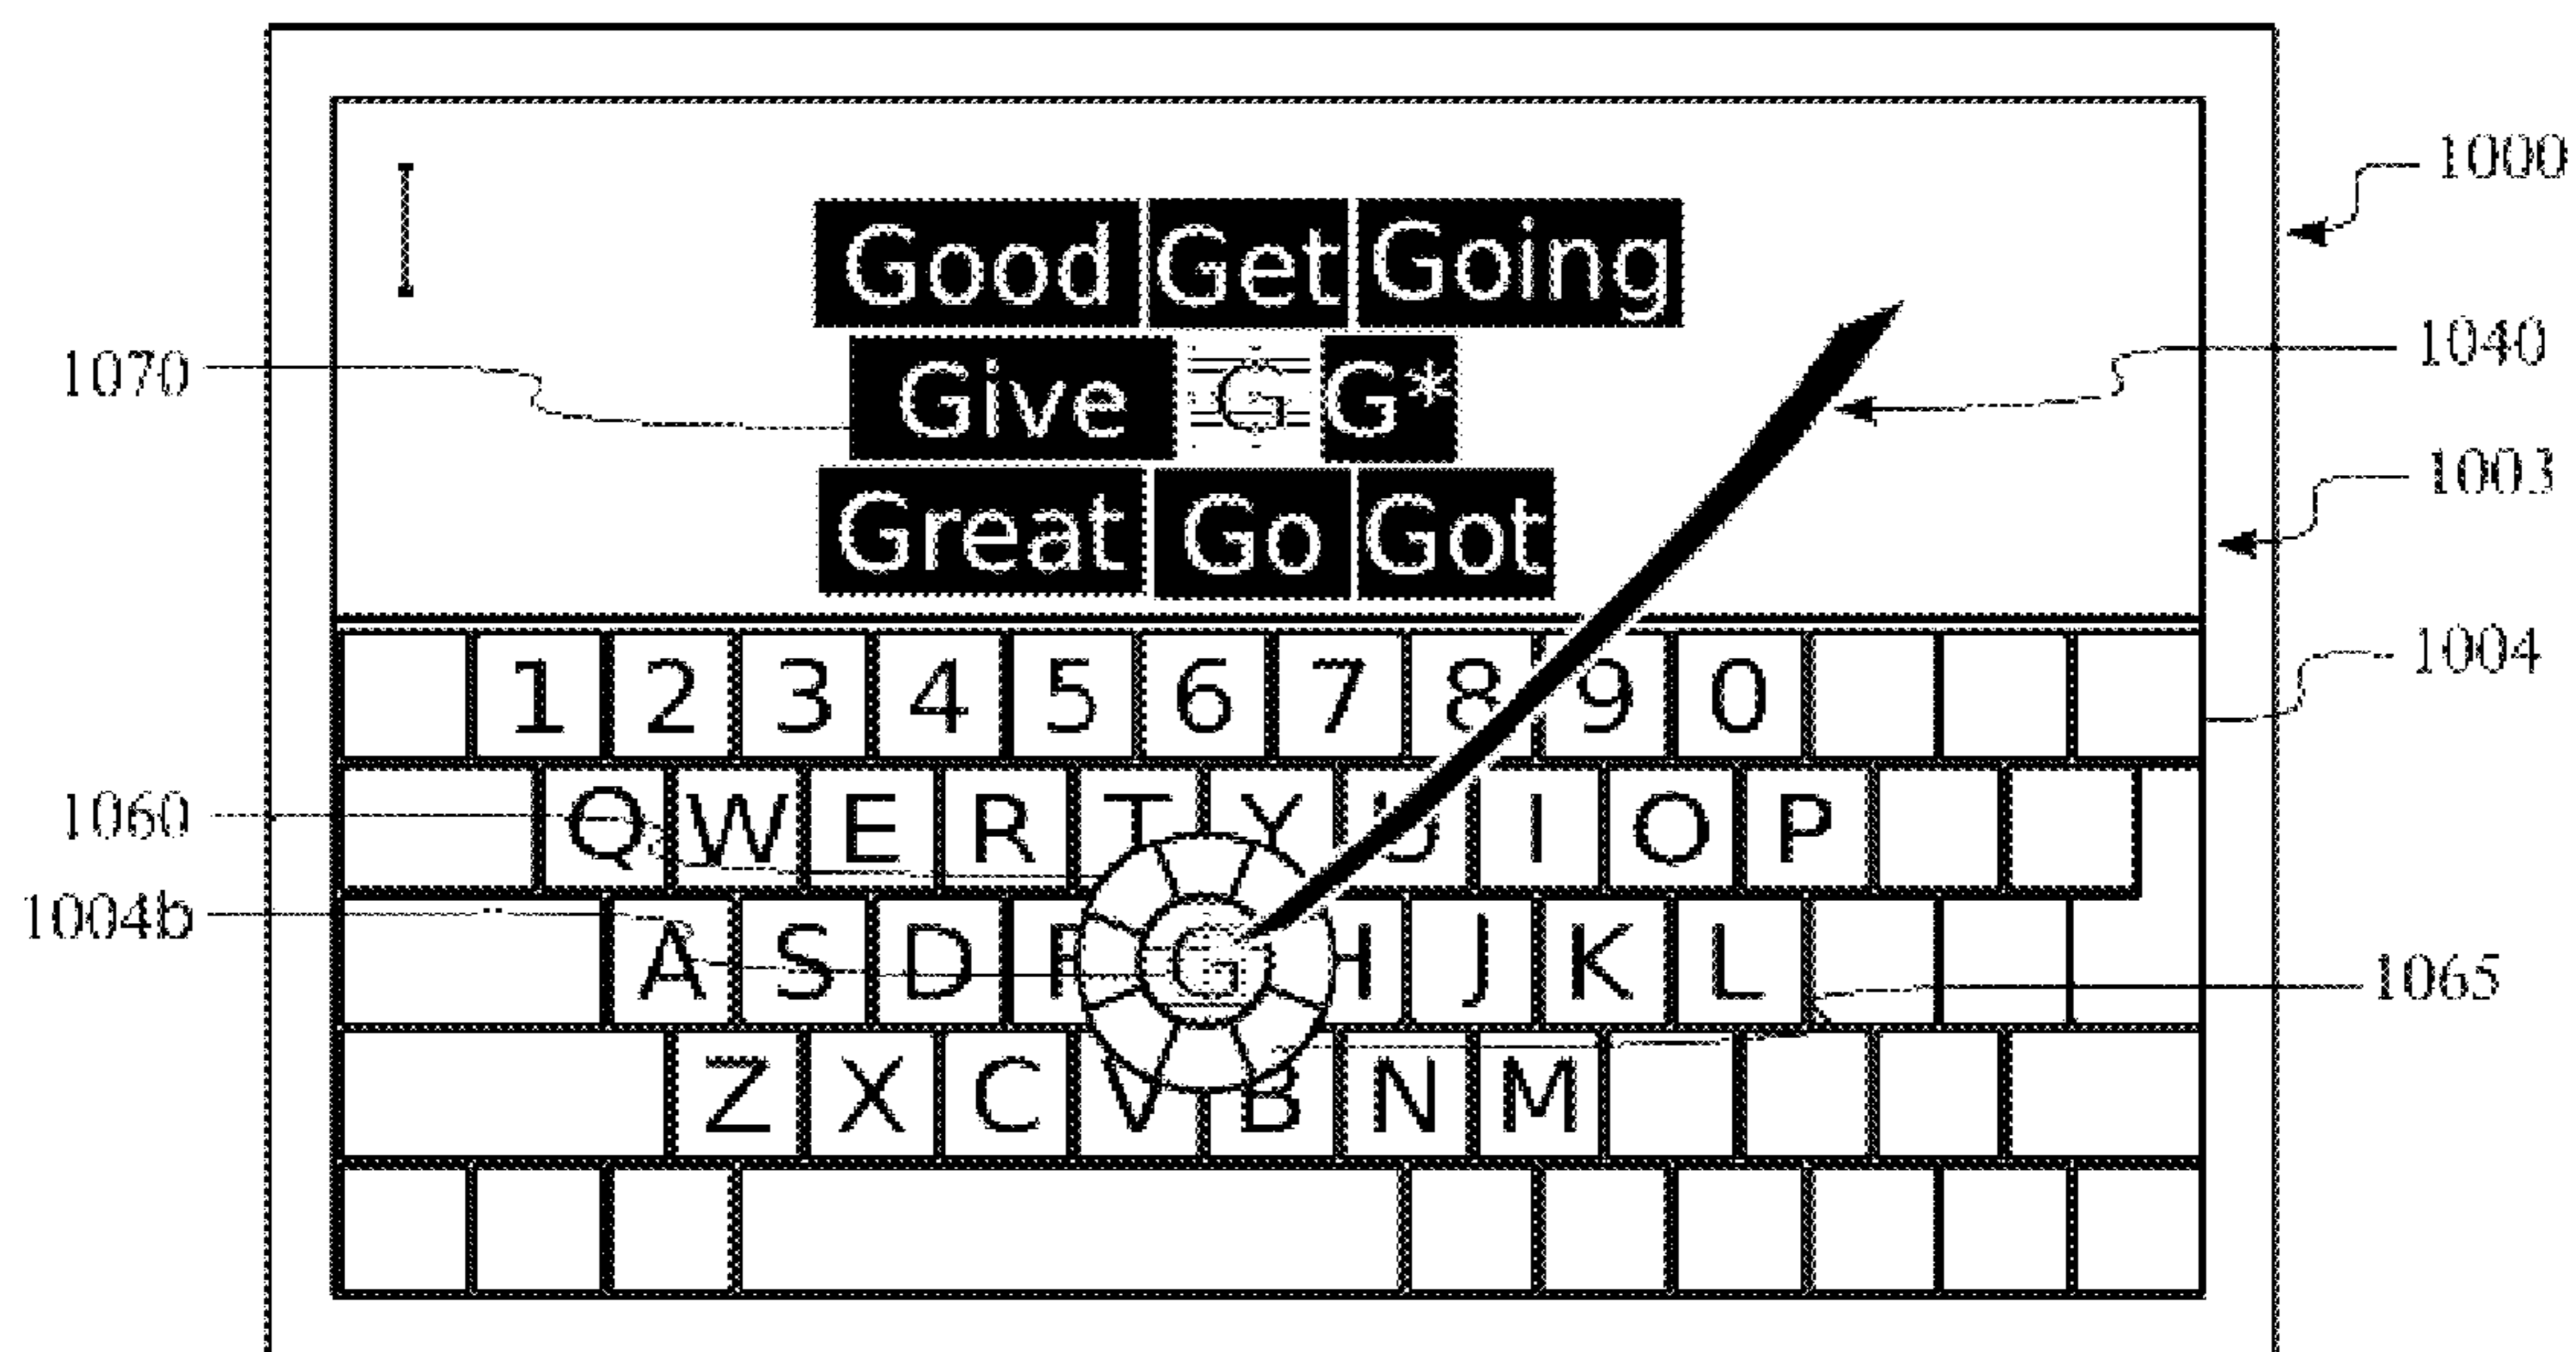 1000
Good Get Going
1040
1070
Give G G*
1003
Great Go Got
1004
1 2 3 4 5 6 7 8 9 0
1060
Q W E R T Y U I O P
1004b
A S D F G H J K L
1065
Z X C V B N M